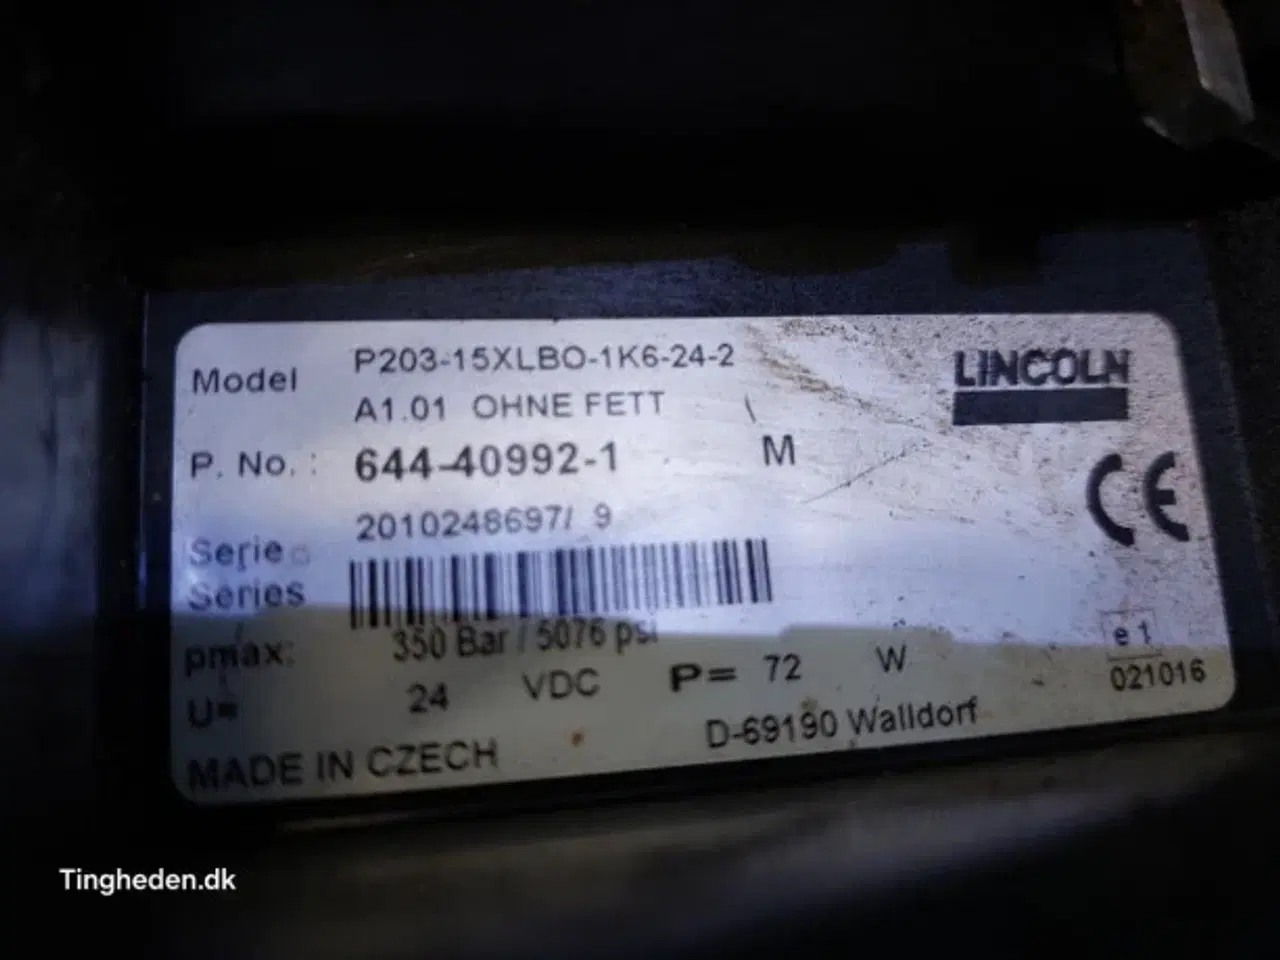 Model P203-15XLBO-1K6-24-2
A1.01 OHNE FETT
LINCOLN
P. No. : 644-40992-1 M
2010248697/ 9
CE
Serie
Series
pmax: 350 Bar / 5076 psi
U= 24 VDC P= 72 W
e1
021016
MADE IN CZECH D-69190 Walldorf
Tingheden.dk